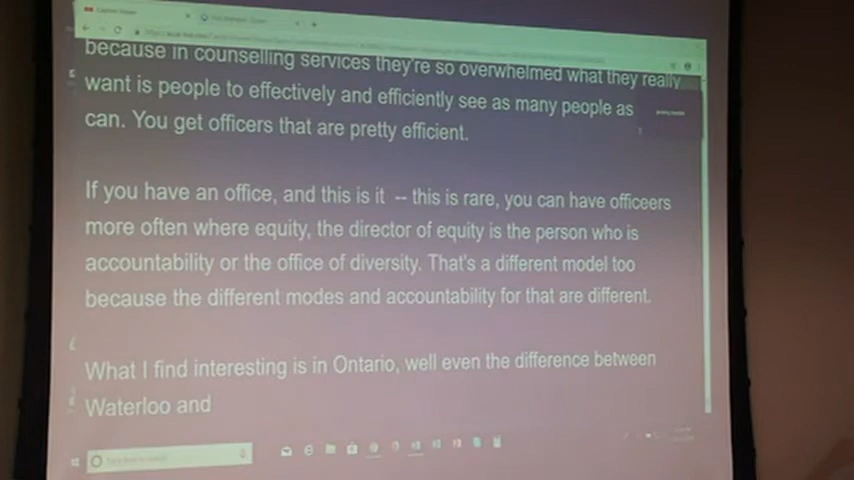 because in counselling services they're so overwhelmed what they really
want is people to effectively and efficiently see as many people as
can. You get officers that are pretty efficient.
If you have an office, and this is it -- this is rare, you can have officeers
more often where equity, the director of equity is the person who is
accountability or the office of diversity. That's a different model too
because the different modes and accountability for that are different.
What I find interesting is in Ontario, well even the difference between
Waterloo and